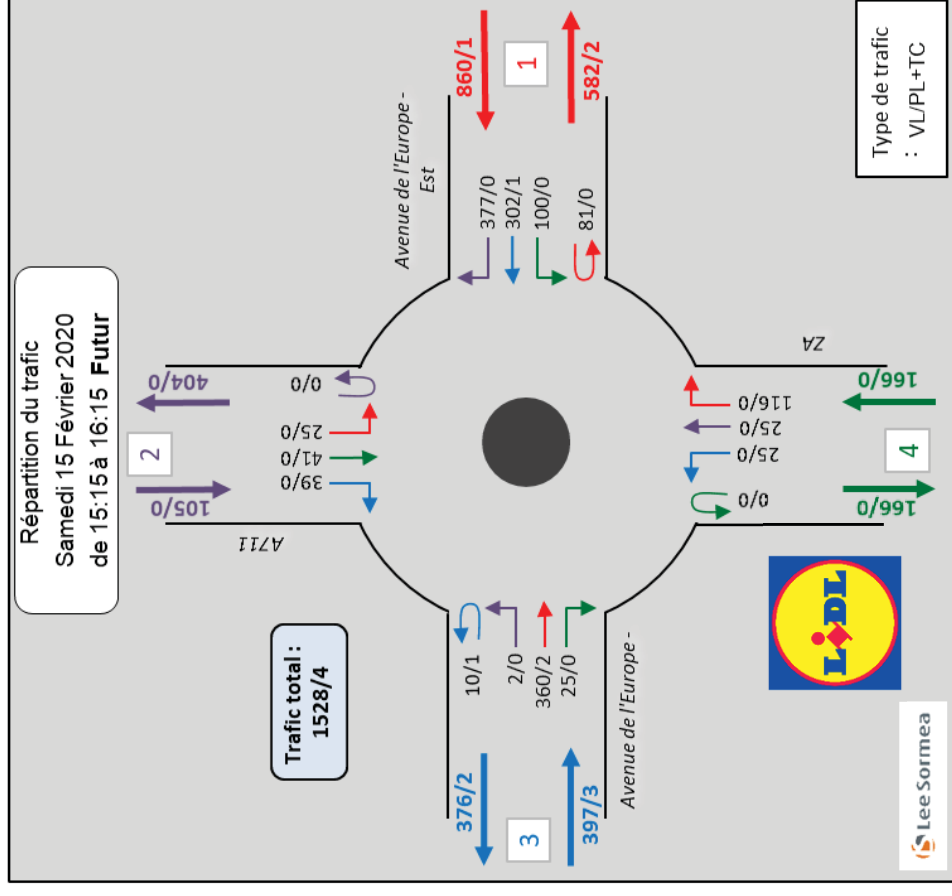 Répartition du trafic
Samedi 15 Février 2020
de 15:15 à 16:15 Futur
Trafic total :
1528/4
A711
105/0
2
404/0
39/0
41/0
25/0
0/0
Avenue de l'Europe -
Est
860/1
1
582/2
377/0
302/1
100/0
81/0
376/2
3
397/3
10/1
2/0
360/2
25/0
Avenue de l'Europe -
0/0
25/0
25/0
116/0
ZA
166/0
4
166/0
LIDL
Lee Sormea
Type de trafic
: VL/PL+TC